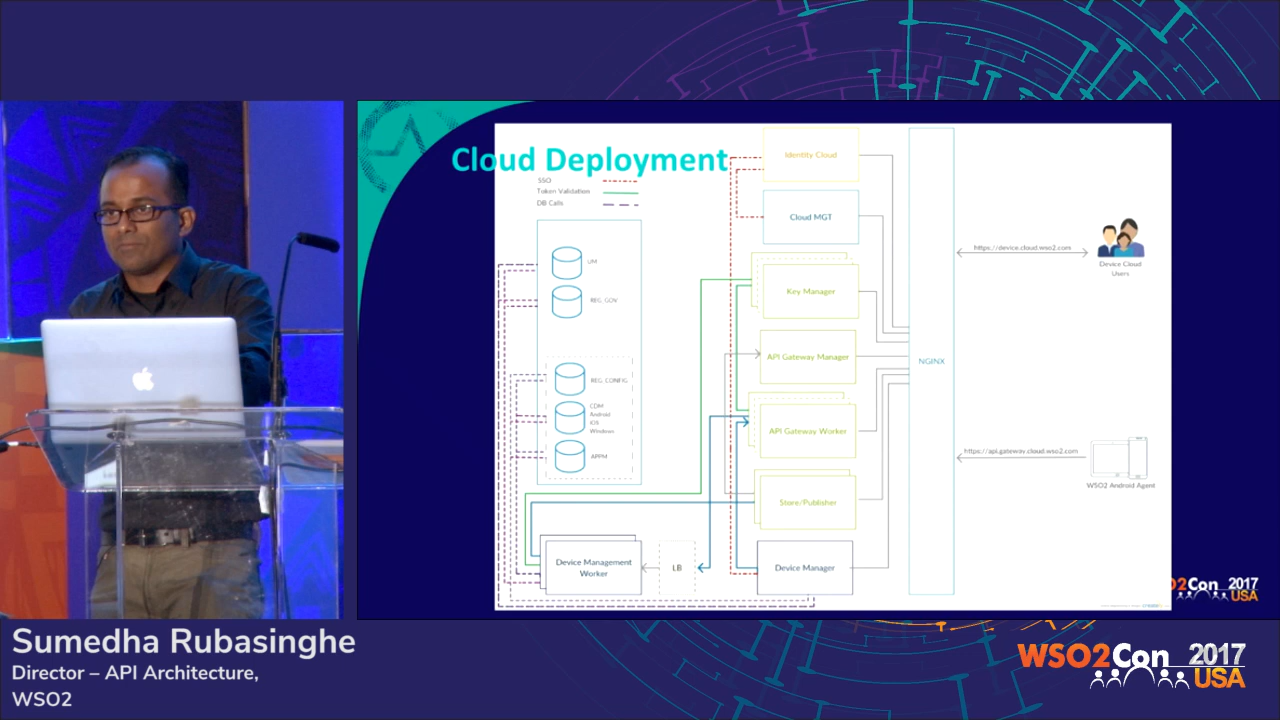 Cloud Deployment
SSO
Token Validation
DB Calls
UM
REG, GOV
REG, CONFIG
CDM
Android
iOS
Windows
APPM
Device Management
Worker
LB
Identity Cloud
Cloud MGT
Key Manager
API Gateway Manager
API Gateway Worker
Store/Publisher
Device Manager
NGINX
https://device.cloud.wso2.com
Device Cloud
Users
https://api.gateway.cloud.wso2.com
WSO2 Android Agent
O2Con 2017
USA
Sumedha Rubasinghe
Director – API Architecture,
WSO2
WSO2Con 2017
USA